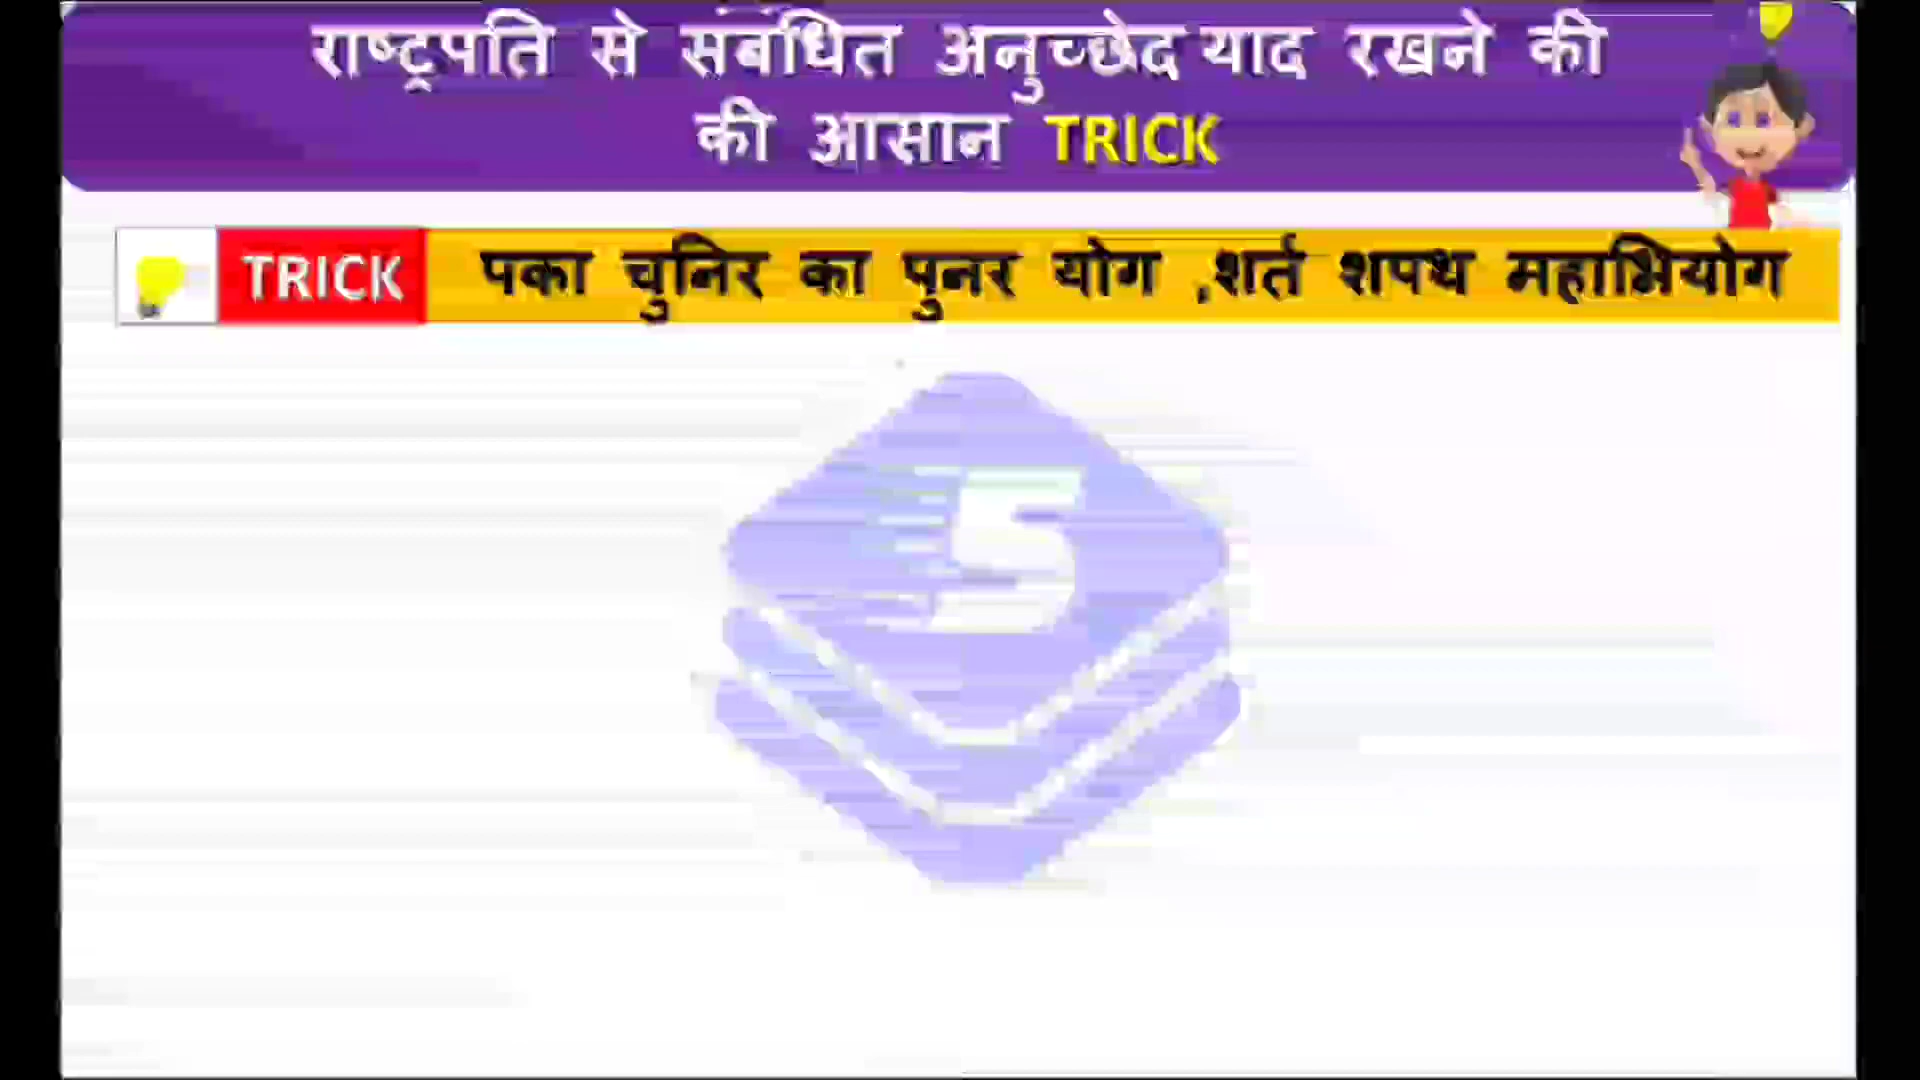 राष्ट्रपति से संबंधित अनुच्छेद याद रखने की
की आसान TRICK
TRICK पका चुनिर का पुनर योग ,शर्त शपथ महाभियोग
5